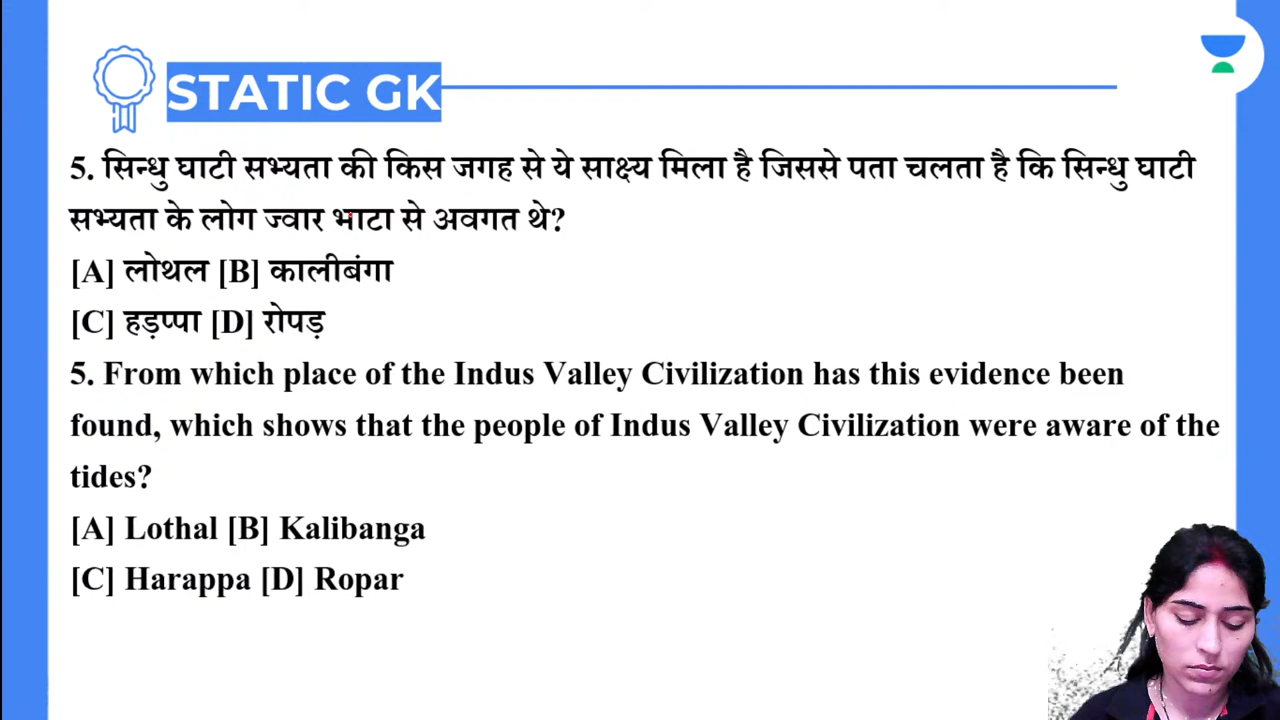 STATIC GK
5. सिन्धु घाटी सभ्यता की किस जगह से ये साक्ष्य मिला है जिससे पता चलता है कि सिन्धु घाटी
सभ्यता के लोग ज्वार भाटा से अवगत थे?
[A] लोथल [B] कालीबंगा
[C] हड़प्पा [D] रोपड़
5. From which place of the Indus Valley Civilization has this evidence been
found, which shows that the people of Indus Valley Civilization were aware of the
tides?
[A] Lothal [B] Kalibanga
[C] Harappa [D] Ropar